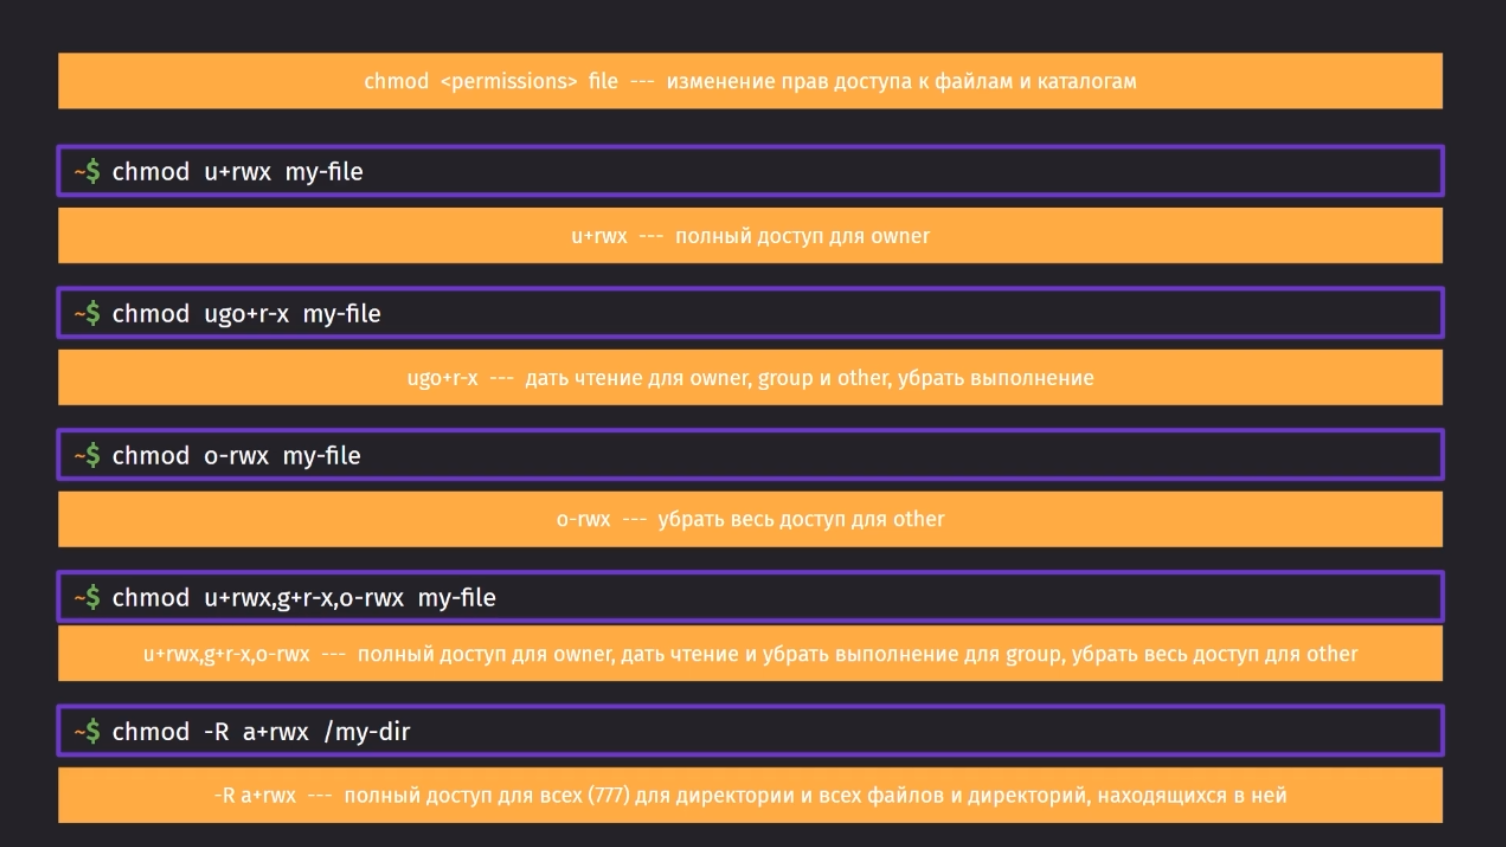 chmod <permissions> file --- изменение прав доступа к файлам и каталогам
~$ chmod u+rwx my-file
u+rwx --- полный доступ для owner
~$ chmod ugo+r-x my-file
ugo+r-x --- дать чтение для owner, group и other, убрать выполнение
~$ chmod o-rwx my-file
o-rwx --- убрать весь доступ для other
~$ chmod u+rwx,g+r-x,o-rwx my-file
u+rwx,g+r-x,o-rwx --- полный доступ для owner, дать чтение и убрать выполнение для group, убрать весь доступ для other
~$ chmod -R a+rwx /my-dir
-R a+rwx --- полный доступ для всех (777) для директории и всех файлов и директорий, находящихся в ней